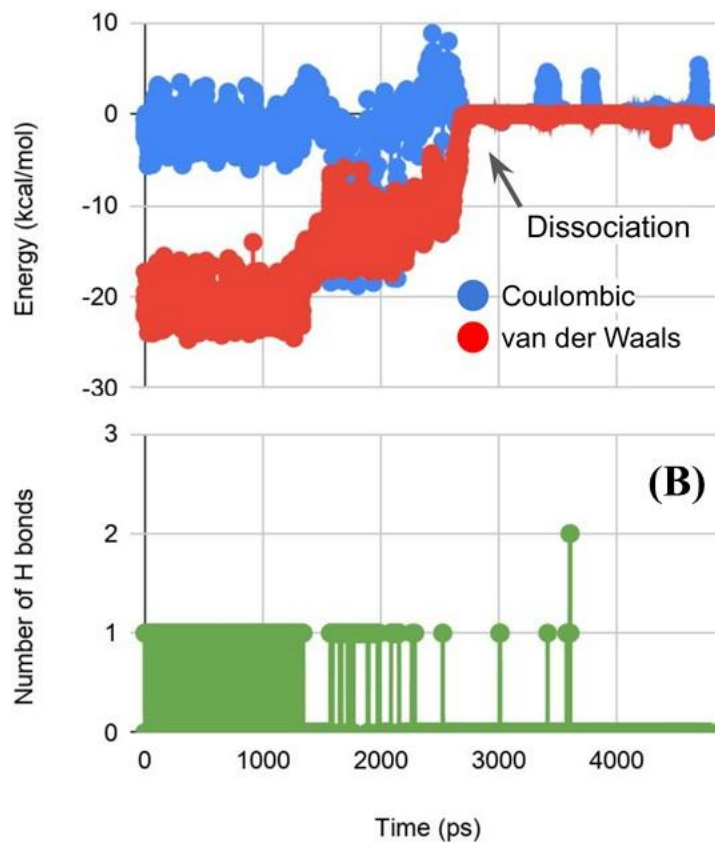 Energy (kcal/mol)
10
0
-10
-20
-30
Dissociation
Coulombic
van der Waals
Number of H bonds
3
2
1
0
(B)
0 1000 2000 3000 4000
Time (ps)